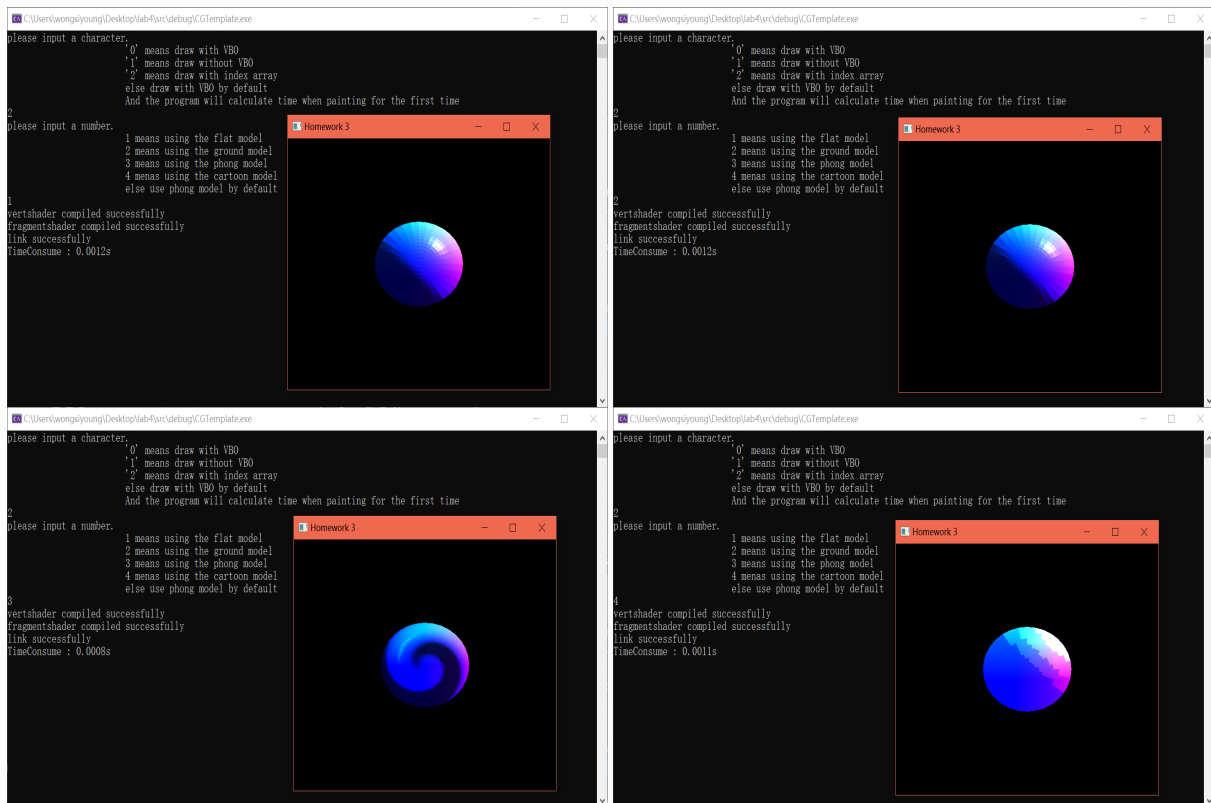 C:\Users\wongsiyoung\Desktop\lab4\src\debug\CGTemplate.exe
please input a character.
'0' means draw with VBO
'1' means draw without VBO
'2' means draw with index array
else draw with VBO by default
And the program will calculate time when painting for the first time
2
please input a number.
1 means using the flat model
2 means using the ground model
3 means using the phong model
4 menas using the cartoon model
else use phong model by default
1
vertshader compiled successfully
fragmentshader compiled successfully
link successfully
TimeConsume : 0.0012s
Homework 3
C:\Users\wongsiyoung\Desktop\lab4\src\debug\CGTemplate.exe
please input a character.
'0' means draw with VBO
'1' means draw without VBO
'2' means draw with index array
else draw with VBO by default
And the program will calculate time when painting for the first time
2
please input a number.
1 means using the flat model
2 means using the ground model
3 means using the phong model
4 menas using the cartoon model
else use phong model by default
2
vertshader compiled successfully
fragmentshader compiled successfully
link successfully
TimeConsume : 0.0012s
Homework 3
C:\Users\wongsiyoung\Desktop\lab4\src\debug\CGTemplate.exe
please input a character.
'0' means draw with VBO
'1' means draw without VBO
'2' means draw with index array
else draw with VBO by default
And the program will calculate time when painting for the first time
2
please input a number.
1 means using the flat model
2 means using the ground model
3 means using the phong model
4 menas using the cartoon model
else use phong model by default
3
vertshader compiled successfully
fragmentshader compiled successfully
link successfully
TimeConsume : 0.0008s
Homework 3
C:\Users\wongsiyoung\Desktop\lab4\src\debug\CGTemplate.exe
please input a character.
'0' means draw with VBO
'1' means draw without VBO
'2' means draw with index array
else draw with VBO by default
And the program will calculate time when painting for the first time
2
please input a number.
1 means using the flat model
2 means using the ground model
3 means using the phong model
4 menas using the cartoon model
else use phong model by default
4
vertshader compiled successfully
fragmentshader compiled successfully
link successfully
TimeConsume : 0.0011s
Homework 3